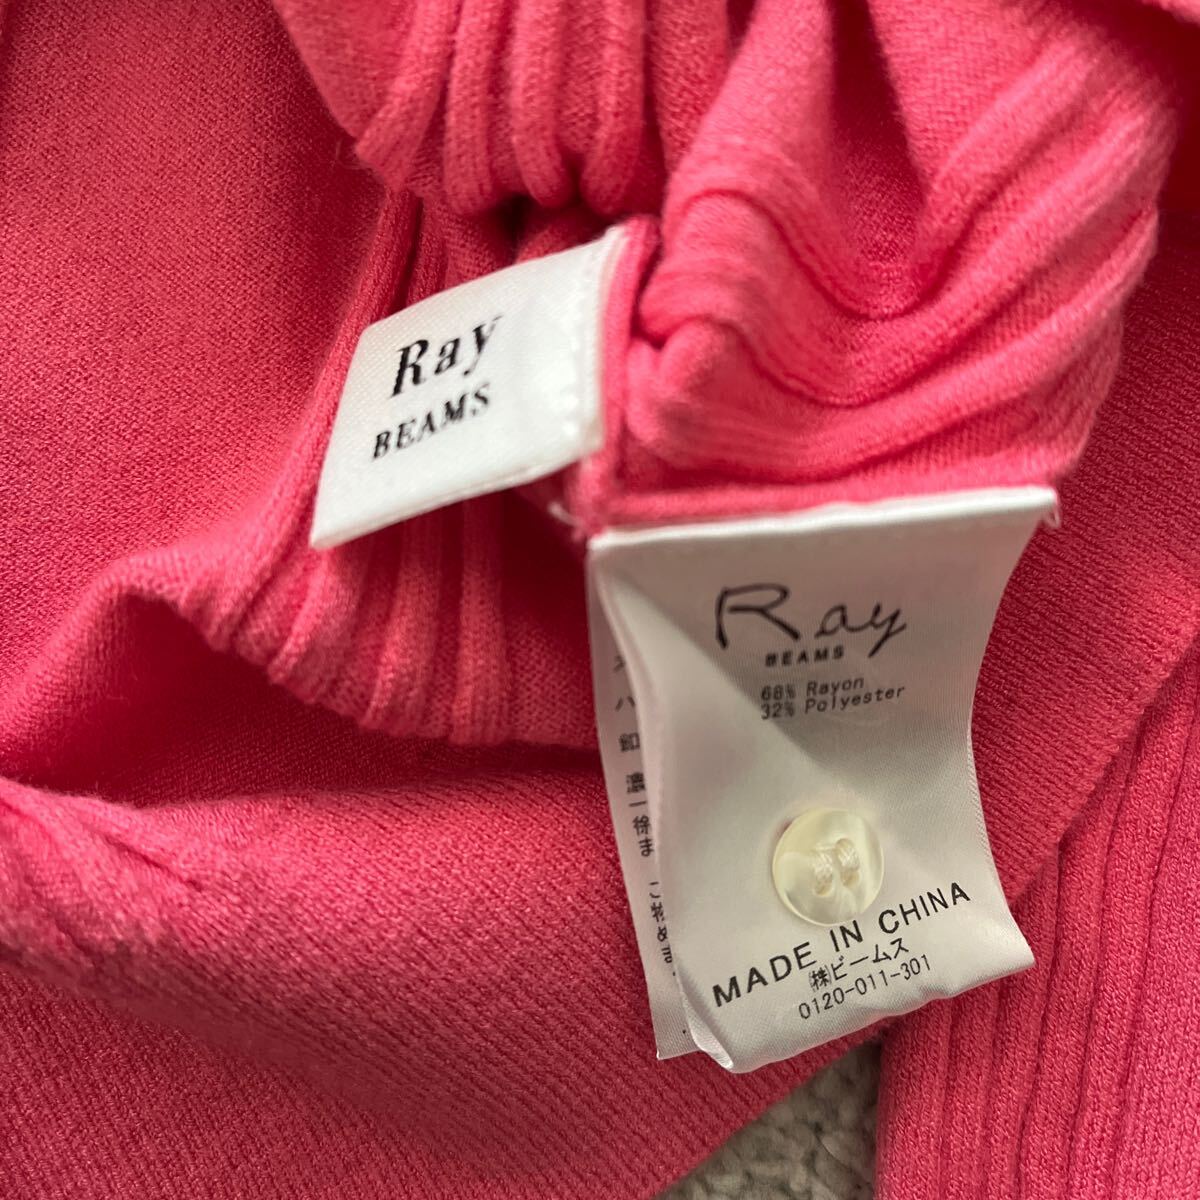 Ray
BEAMS
Ray
BEAMS
68% Rayon
32% Polyester
MADE IN CHINA
㈱ビームス
0120-011-301